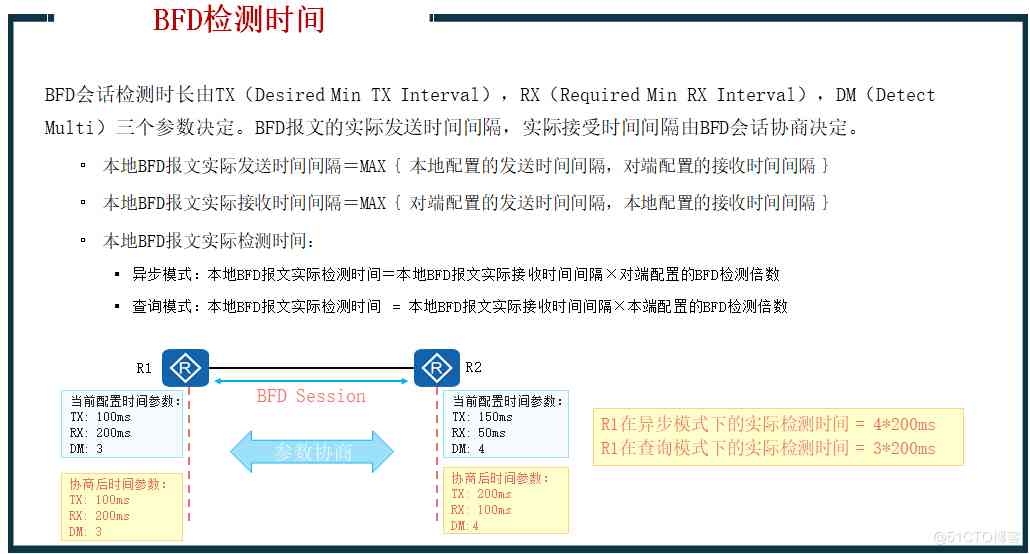 BFD检测时间
BFD会话检测时长由TX（Desired Min TX Interval），RX（Required Min RX Interval），DM（Detect
Multi）三个参数决定。BFD报文的实际发送时间间隔，实际接受时间间隔由BFD会话协商决定。
▫ 本地BFD报文实际发送时间间隔＝MAX { 本地配置的发送时间间隔，对端配置的接收时间间隔 }
▫ 本地BFD报文实际接收时间间隔＝MAX { 对端配置的发送时间间隔，本地配置的接收时间间隔 }
▫ 本地BFD报文实际检测时间：
▪ 异步模式：本地BFD报文实际检测时间＝本地BFD报文实际接收时间间隔×对端配置的BFD检测倍数
▪ 查询模式：本地BFD报文实际检测时间 = 本地BFD报文实际接收时间间隔×本端配置的BFD检测倍数
R1
R
R
R2
BFD Session
当前配置时间参数：
TX: 100ms
RX: 200ms
DM: 3
参数协商
当前配置时间参数：
TX: 150ms
RX: 50ms
DM: 4
R1在异步模式下的实际检测时间 = 4*200ms
R1在查询模式下的实际检测时间 = 3*200ms
协商后时间参数：
TX: 100ms
RX: 200ms
DM: 3
协商后时间参数：
TX: 200ms
RX: 100ms
DM:4
@51CTO博客